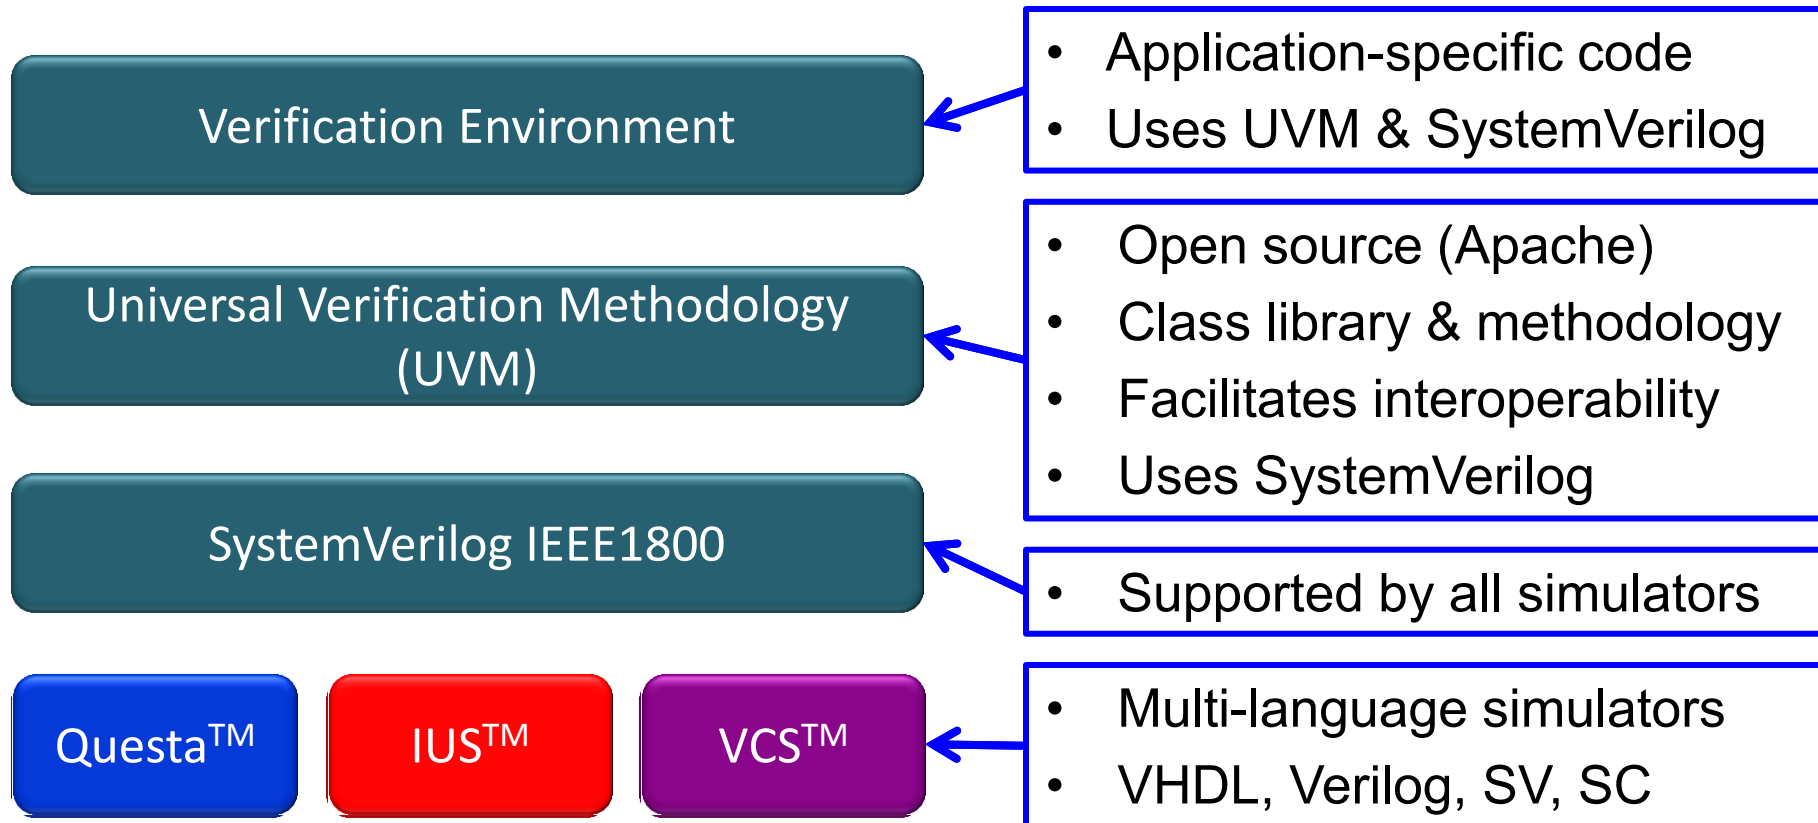 Verification Environment
• Application-specific code
• Uses UVM & SystemVerilog
Universal Verification Methodology
(UVM)
• Open source (Apache)
• Class library & methodology
• Facilitates interoperability
• Uses SystemVerilog
SystemVerilog IEEE1800
• Supported by all simulators
Questa™
IUS™
VCS™
• Multi-language simulators
• VHDL, Verilog, SV, SC